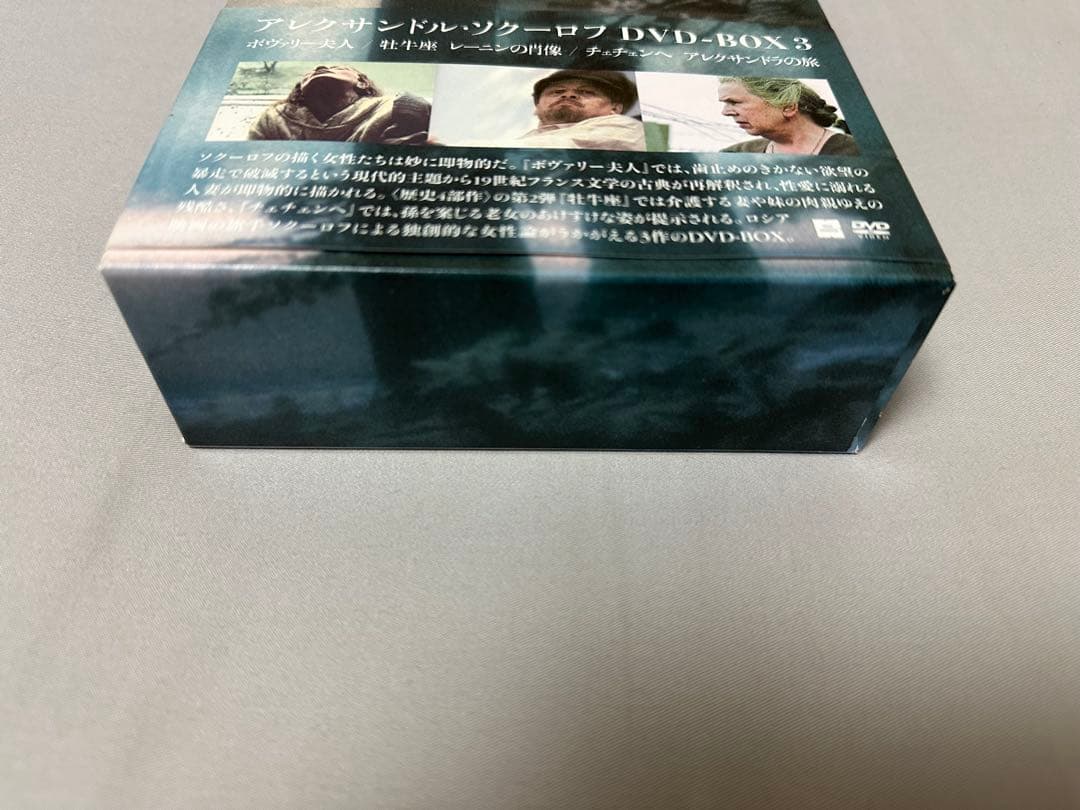 アレクサンドル・ソクーロフ DVD-BOX 3
ボヴァリー夫人 / 牡牛座 レーニンの肖像 / チェチェンへ アレクサンドラの旅
ソクーロフの描く女性たちは妙に即物的だ。『ボヴァリー夫人』では、歯止めのきかない欲望の
暴走で破滅するという現代的主題から19世紀フランス文学の古典が再解釈され、性愛に溺れる
人妻が即物的に描かれる。〈歴史4部作〉の第2弾『牡牛座』では介護する妻や妹の肉親ゆえの
残酷さ、『チェチェンへ』では、孫を案じる老女のあけすけな姿が提示される。ロシア
の旗手ソクーロフによる独創的な女性論がうかがえる3作のDVD-BOX。
DVD
VIDEO